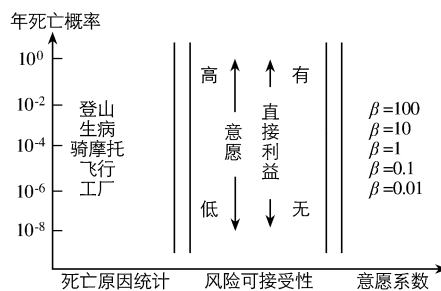 年死亡概率
10⁰
10⁻²
10⁻⁴
10⁻⁶
10⁻⁸
登山
生病
骑摩托
飞行
工厂
高
低
意愿
直接利益
有
无
β=100
β=10
β=1
β=0.1
β=0.01
死亡原因统计
风险可接受性
意愿系数